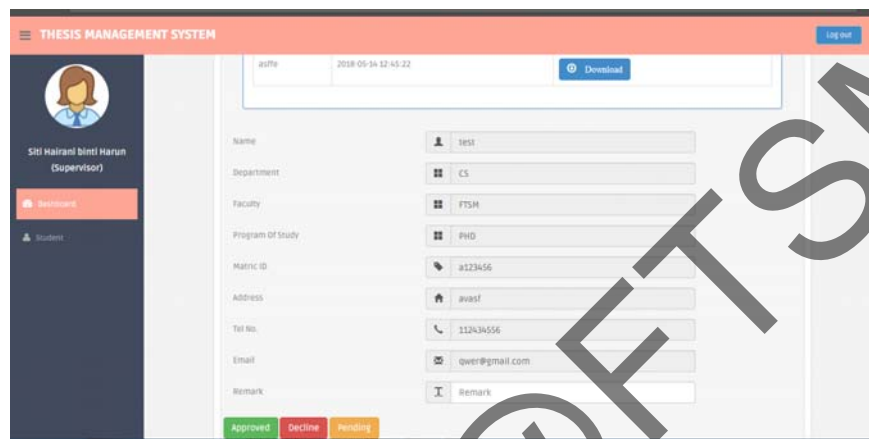 THESIS MANAGEMENT SYSTEM
Log out
Siti Hairani binti Harun
(Supervisor)
Dashboard
Student
asffe 2018-05-14 12:45:22 Download
Name test
Department CS
Faculty FTSM
Program Of Study PHD
Matric ID a123456
Address avasf
Tel No. 112434556
Email qwer@gmail.com
Remark Remark
Approved Decline Pending
@FTSM